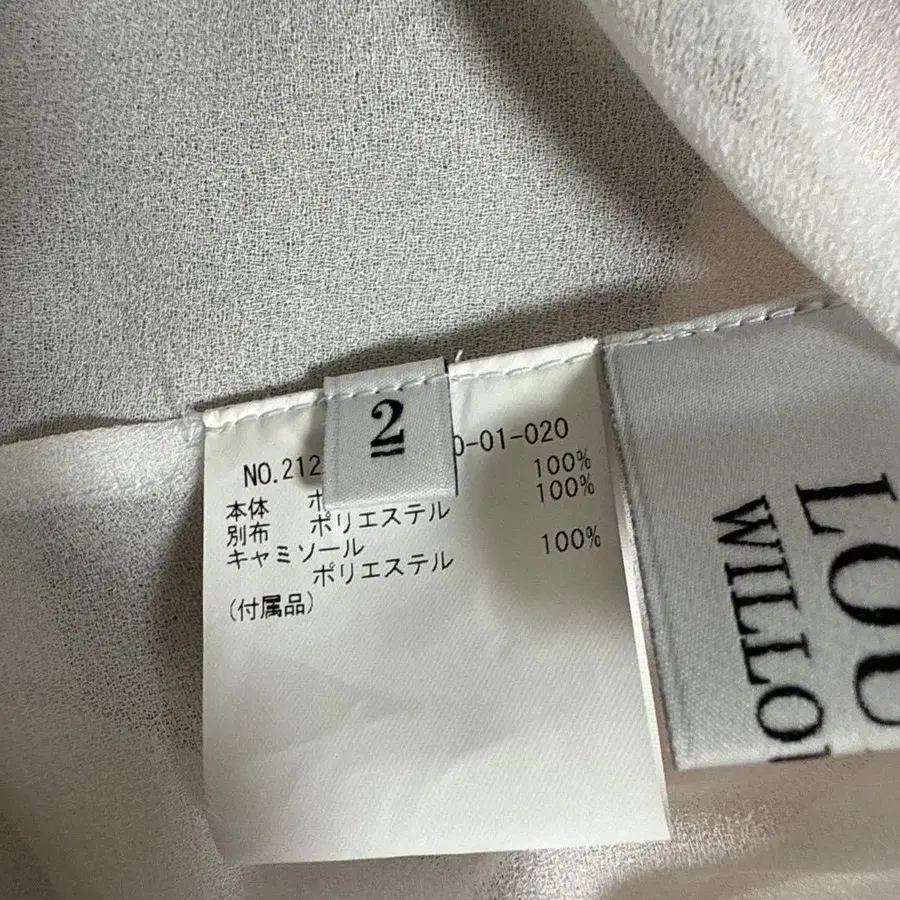 2
NO.212 0-01-020
本体 ポ 100%
別布 ポリエステル 100%
キャミソール
ポリエステル 100%
(付属品)
LOU
WILLO